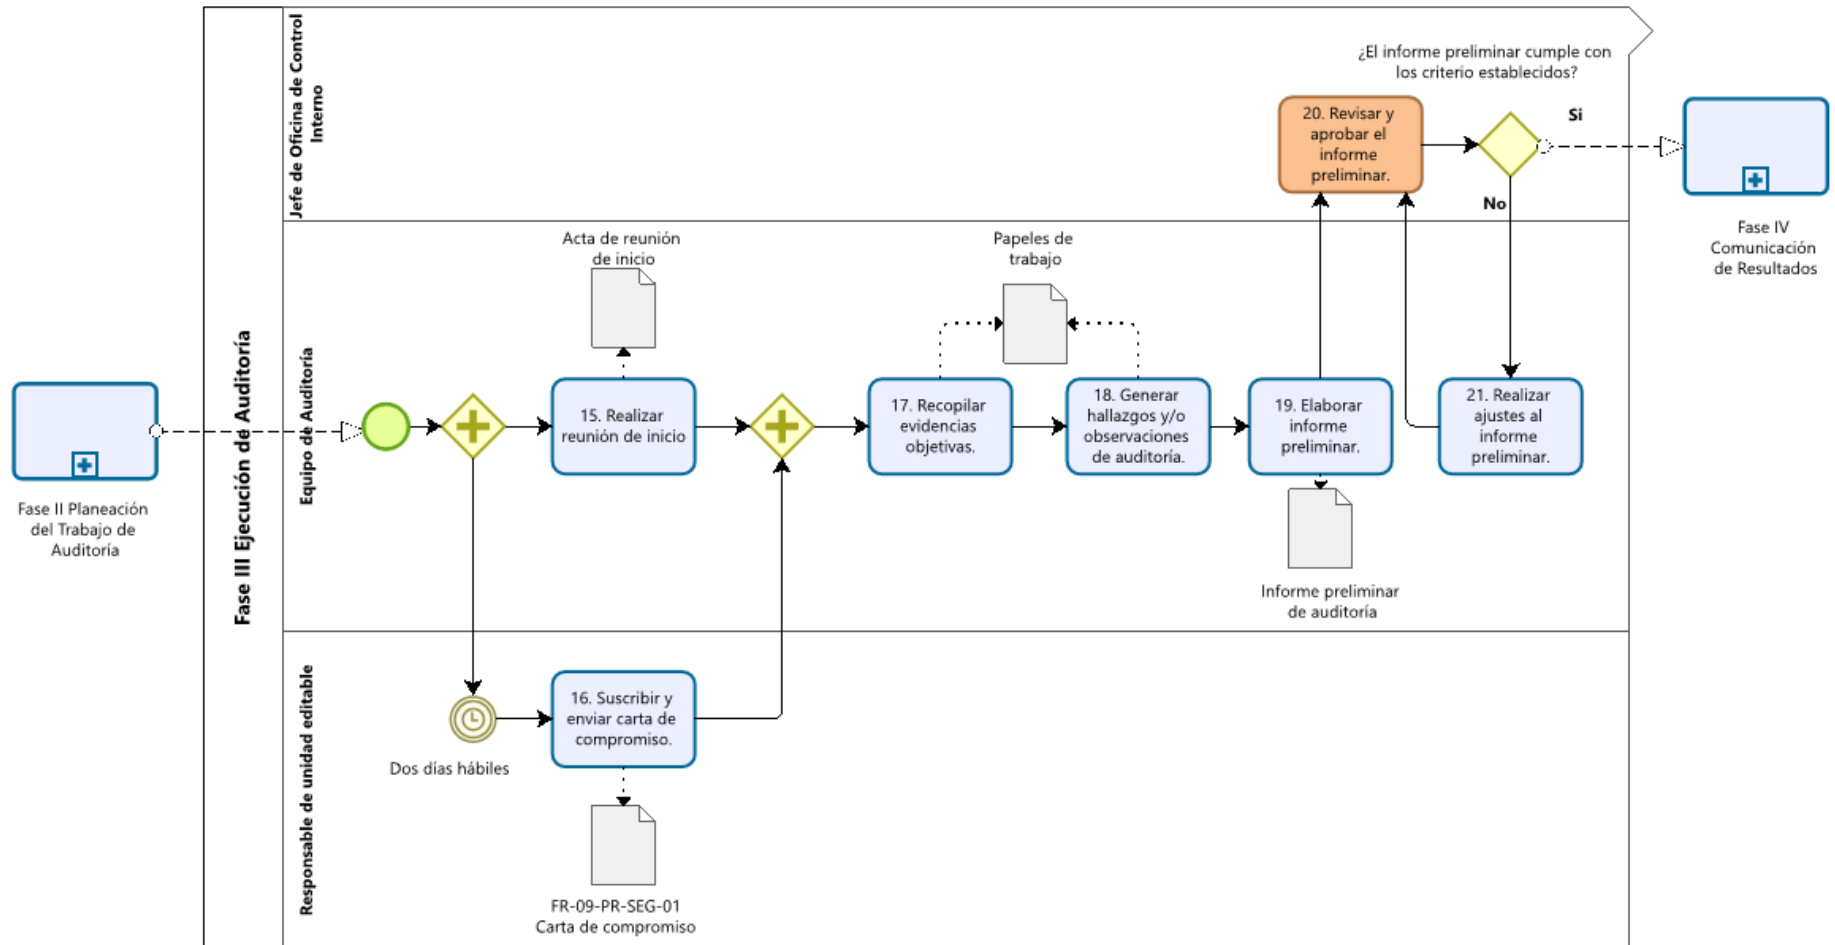 Fase II Planeación
del Trabajo de
Auditoría
Fase III Ejecución de Auditoría
Jefe de Oficina de Control
Interno
¿El informe preliminar cumple con
los criterio establecidos?
20. Revisar y
aprobar el
informe
preliminar.
Si
No
Fase IV
Comunicación
de Resultados
Equipo de Auditoría
Acta de reunión
de inicio
15. Realizar
reunión de inicio
Papeles de
trabajo
17. Recopilar
evidencias
objetivas.
18. Generar
hallazgos y/o
observaciones
de auditoría.
19. Elaborar
informe
preliminar.
21. Realizar
ajustes al
informe
preliminar.
Informe preliminar
de auditoría
Responsable de unidad editable
Dos días hábiles
16. Suscribir y
enviar carta de
compromiso.
FR-09-PR-SEG-01
Carta de compromiso